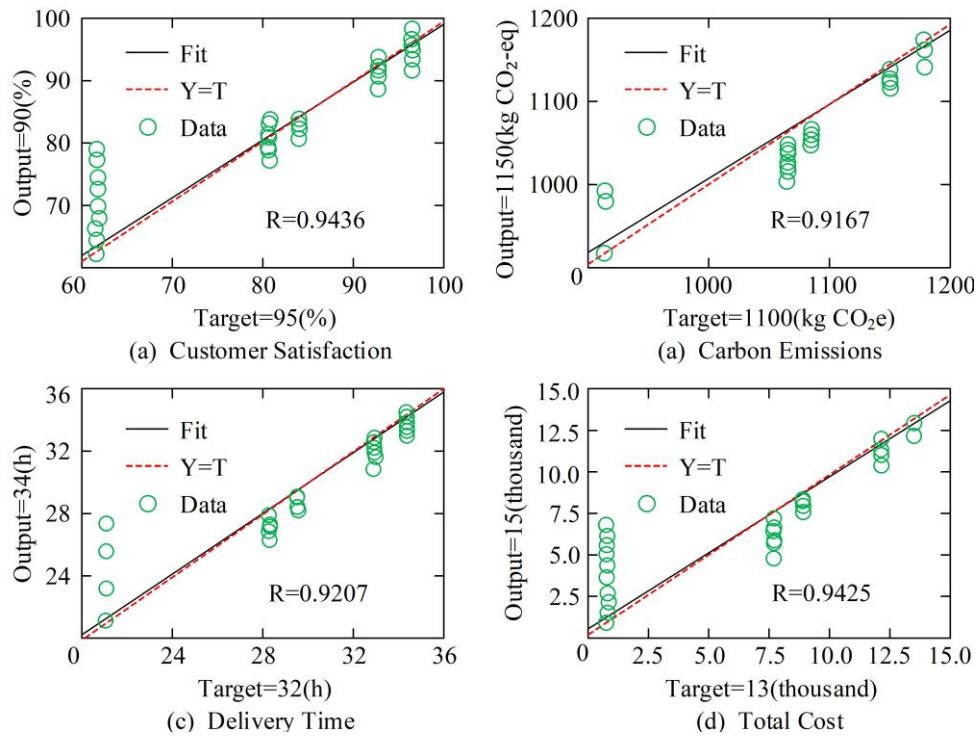 100
90
80
70
60
70
80
90
100
Output=90(%)
Fit
Y=T
Data
R=0.9436
Target=95(%)
(a) Customer Satisfaction
1200
1100
1000
0
1000
1100
1200
Output=1150(kg CO₂-eq)
Fit
Y=T
Data
R=0.9167
Target=1100(kg CO₂e)
(a) Carbon Emissions
36
32
28
24
0
24
28
32
36
Output=34(h)
Fit
Y=T
Data
R=0.9207
Target=32(h)
(c) Delivery Time
15.0
12.5
10.0
7.5
5.0
2.5
0
2.5
5.0
7.5
10.0
12.5
15.0
Output=15(thousand)
Fit
Y=T
Data
R=0.9425
Target=13(thousand)
(d) Total Cost